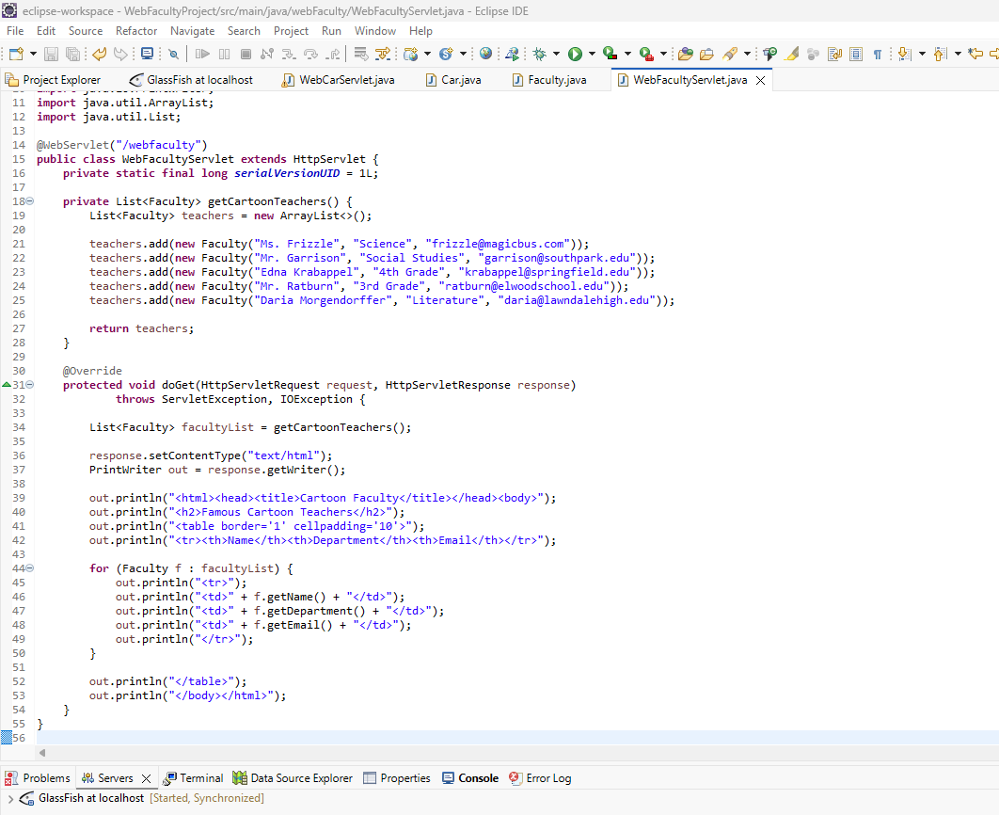 eclipse-workspace - WebFacultyProject/src/main/java/webFaculty/WebFacultyServlet.java - Eclipse IDE
File Edit Source Refactor Navigate Search Project Run Window Help
Project Explorer GlassFish at localhost WebCarServlet.java Car.java Faculty.java WebFacultyServlet.java
11 import java.util.ArrayList;
12 import java.util.List;
13
14 @WebServlet("/webfaculty")
15 public class WebFacultyServlet extends HttpServlet {
16     private static final long serialVersionUID = 1L;
17
18     private List<Faculty> getCartoonTeachers() {
19         List<Faculty> teachers = new ArrayList<>();
20
21         teachers.add(new Faculty("Ms. Frizzle", "Science", "frizzle@magicbus.com"));
22         teachers.add(new Faculty("Mr. Garrison", "Social Studies", "garrison@southpark.edu"));
23         teachers.add(new Faculty("Edna Krabappel", "4th Grade", "krabappel@springfield.edu"));
24         teachers.add(new Faculty("Mr. Ratburn", "3rd Grade", "ratburn@elwoodschool.edu"));
25         teachers.add(new Faculty("Daria Morgendorffer", "Literature", "daria@lawndalehigh.edu"));
26
27         return teachers;
28     }
29
30     @Override
31     protected void doGet(HttpServletRequest request, HttpServletResponse response)
32             throws ServletException, IOException {
33
34         List<Faculty> facultyList = getCartoonTeachers();
35
36         response.setContentType("text/html");
37         PrintWriter out = response.getWriter();
38
39         out.println("<html><head><title>Cartoon Faculty</title></head><body>");
40         out.println("<h2>Famous Cartoon Teachers</h2>");
41         out.println("<table border='1' cellpadding='10'>");
42         out.println("<tr><th>Name</th><th>Department</th><th>Email</th></tr>");
43
44         for (Faculty f : facultyList) {
45             out.println("<tr>");
46             out.println("<td>" + f.getName() + "</td>");
47             out.println("<td>" + f.getDepartment() + "</td>");
48             out.println("<td>" + f.getEmail() + "</td>");
49             out.println("</tr>");
50         }
51
52         out.println("</table>");
53         out.println("</body></html>");
54     }
55 }
56
Problems Servers Terminal Data Source Explorer Properties Console Error Log
GlassFish at localhost [Started, Synchronized]